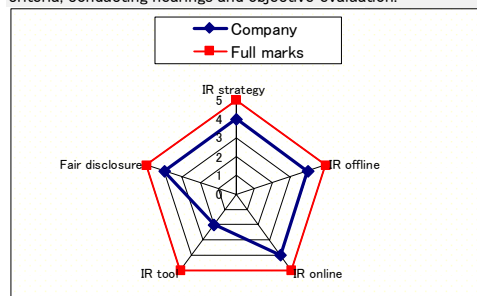 criteria, conducting hearings and objective evaluation.
Company
Full marks
IR strategy
5
4
3
2
1
0
Fair disclosure
IR offline
IR tool
IR online